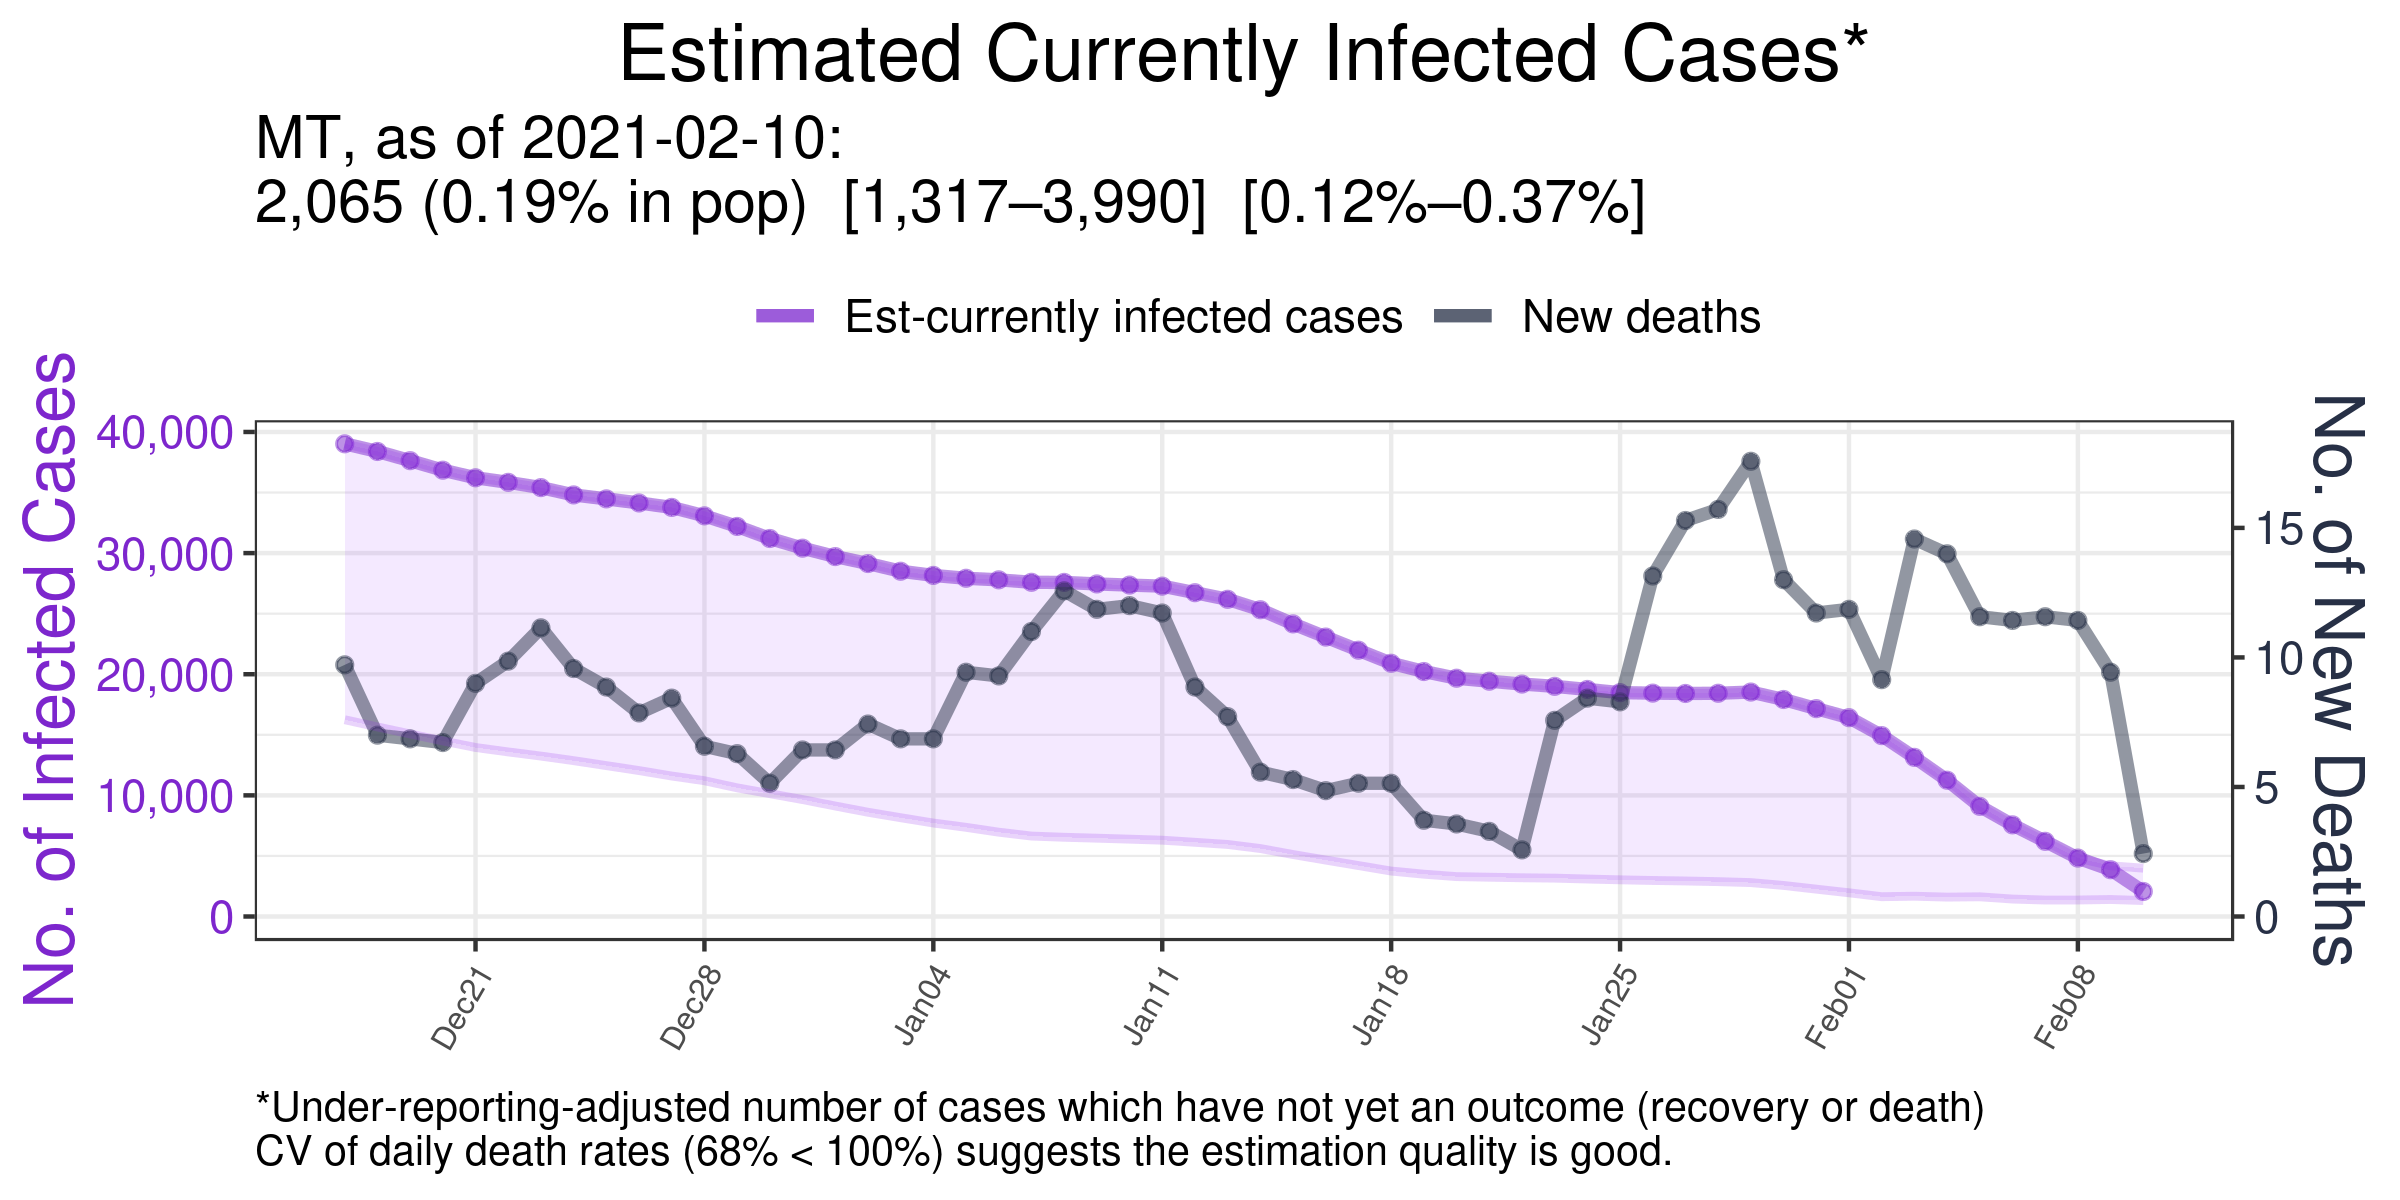 Estimated Currently Infected Cases*
MT, as of 2021-02-10:
2,065 (0.19% in pop)  [1,317–3,990]  [0.12%–0.37%]
Est-currently infected cases
New deaths
No. of Infected Cases
40,000
30,000
20,000
10,000
0
15
10
5
0
No. of New Deaths
Dec21
Dec28
Jan04
Jan11
Jan18
Jan25
Feb01
Feb08
*Under-reporting-adjusted number of cases which have not yet an outcome (recovery or death)
CV of daily death rates (68% < 100%) suggests the estimation quality is good.